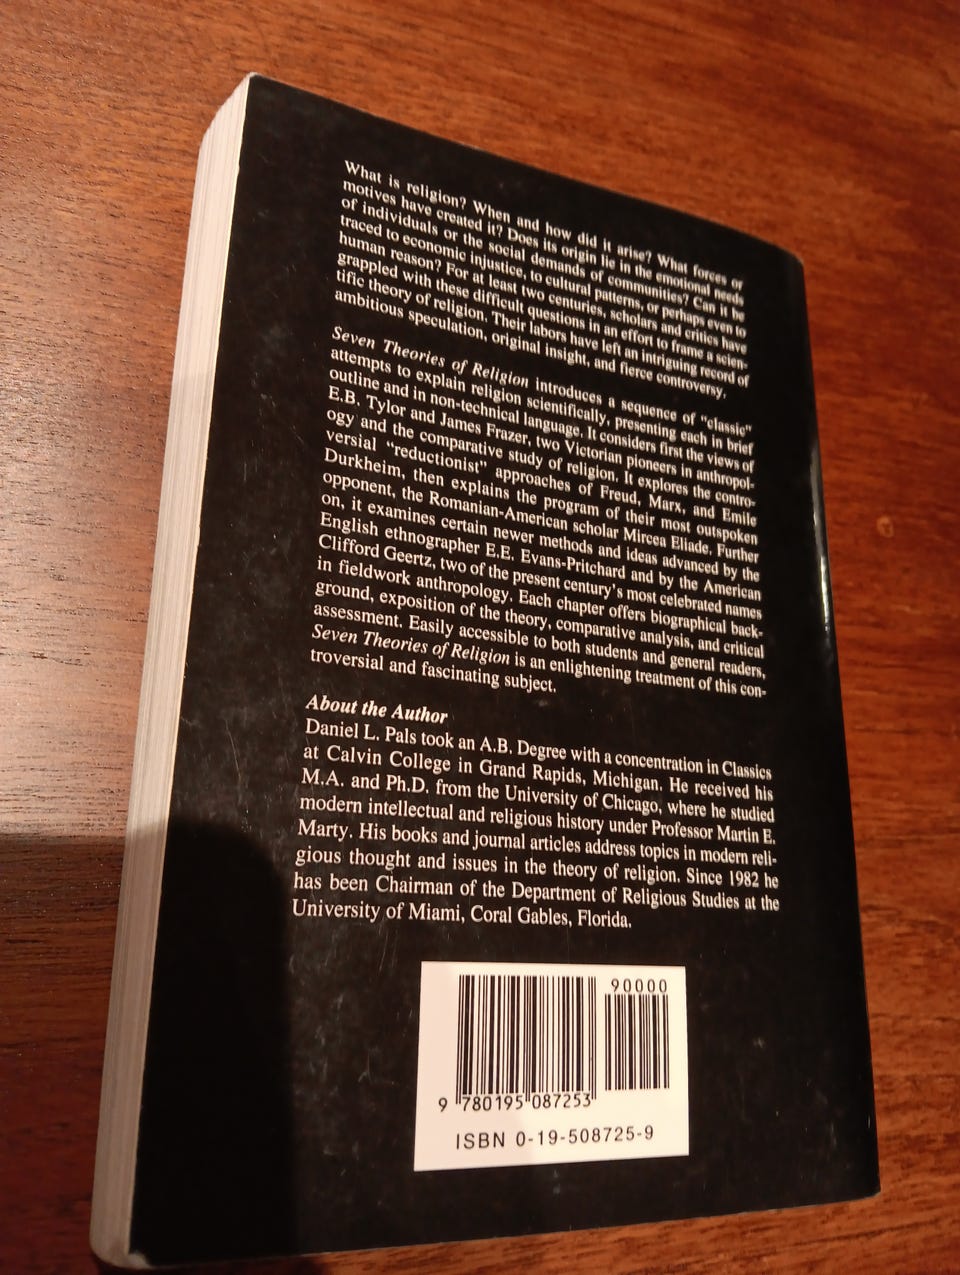 What is religion? When and how did it arise? What forces or
motives have created it? Does its origin lie in the emotional needs
of individuals or the social demands of communities? Can it be
traced to economic injustice, to cultural patterns, or perhaps even to
human reason? For at least two centuries, scholars and critics have
grappled with these difficult questions in an effort to frame a scien-
tific theory of religion. Their labors have left an intriguing record of
ambitious speculation, original insight, and fierce controversy.
Seven Theories of Religion introduces a sequence of "classic"
attempts to explain religion scientifically, presenting each in brief
outline and in non-technical language. It considers first the views of
E.B. Tylor and James Frazer, two Victorian pioneers in anthropol-
ogy and the comparative study of religion. It explores the contro-
versial "reductionist" approaches of Freud, Marx, and Emile
Durkheim, then explains the program of their most outspoken
opponent, the Romanian-American scholar Mircea Eliade. Further
on, it examines certain newer methods and ideas advanced by the
English ethnographer E.E. Evans-Pritchard and by the American
Clifford Geertz, two of the present century's most celebrated names
in fieldwork anthropology. Each chapter offers biographical back-
ground, exposition of the theory, comparative analysis, and critical
assessment. Easily accessible to both students and general readers,
Seven Theories of Religion is an enlightening treatment of this con-
troversial and fascinating subject.
About the Author
Daniel L. Pals took an A.B. Degree with a concentration in Classics
at Calvin College in Grand Rapids, Michigan. He received his
M.A. and Ph.D. from the University of Chicago, where he studied
modern intellectual and religious history under Professor Martin E.
Marty. His books and journal articles address topics in modern reli-
gious thought and issues in the theory of religion. Since 1982 he
has been Chairman of the Department of Religious Studies at the
University of Miami, Coral Gables, Florida.
90000
9 780195 087253
ISBN 0-19-508725-9